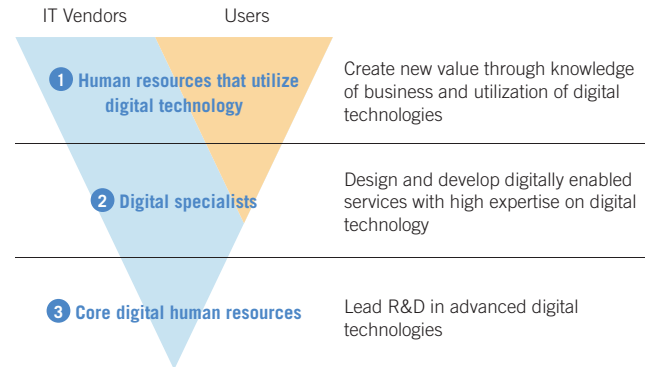 IT Vendors
Users
1 Human resources that utilize
digital technology
Create new value through knowledge
of business and utilization of digital
technologies
2 Digital specialists
Design and develop digitally enabled
services with high expertise on digital
technology
3 Core digital human resources
Lead R&D in advanced digital
technologies